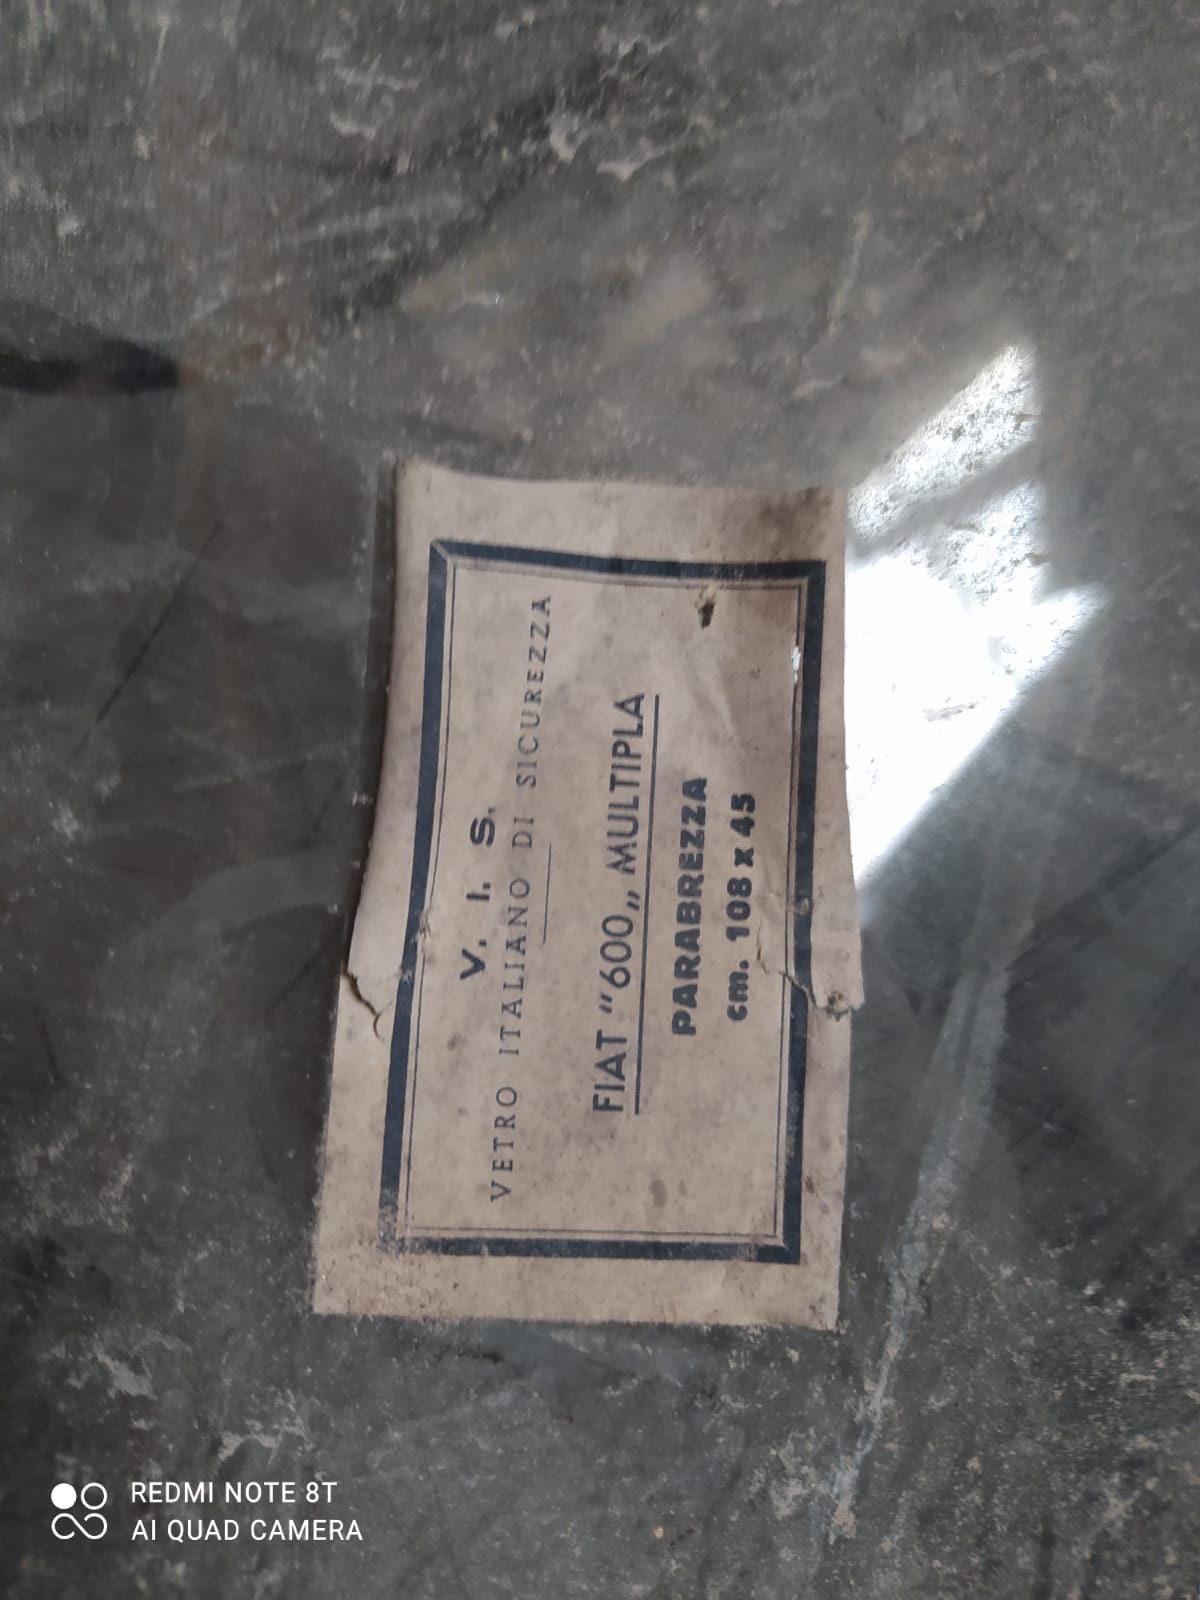 V. I. S.
VETRO ITALIANO DI SICUREZZA
FIAT "600„ MULTIPLA
PARABREZZA
cm. 108 x 45
REDMI NOTE 8T
AI QUAD CAMERA